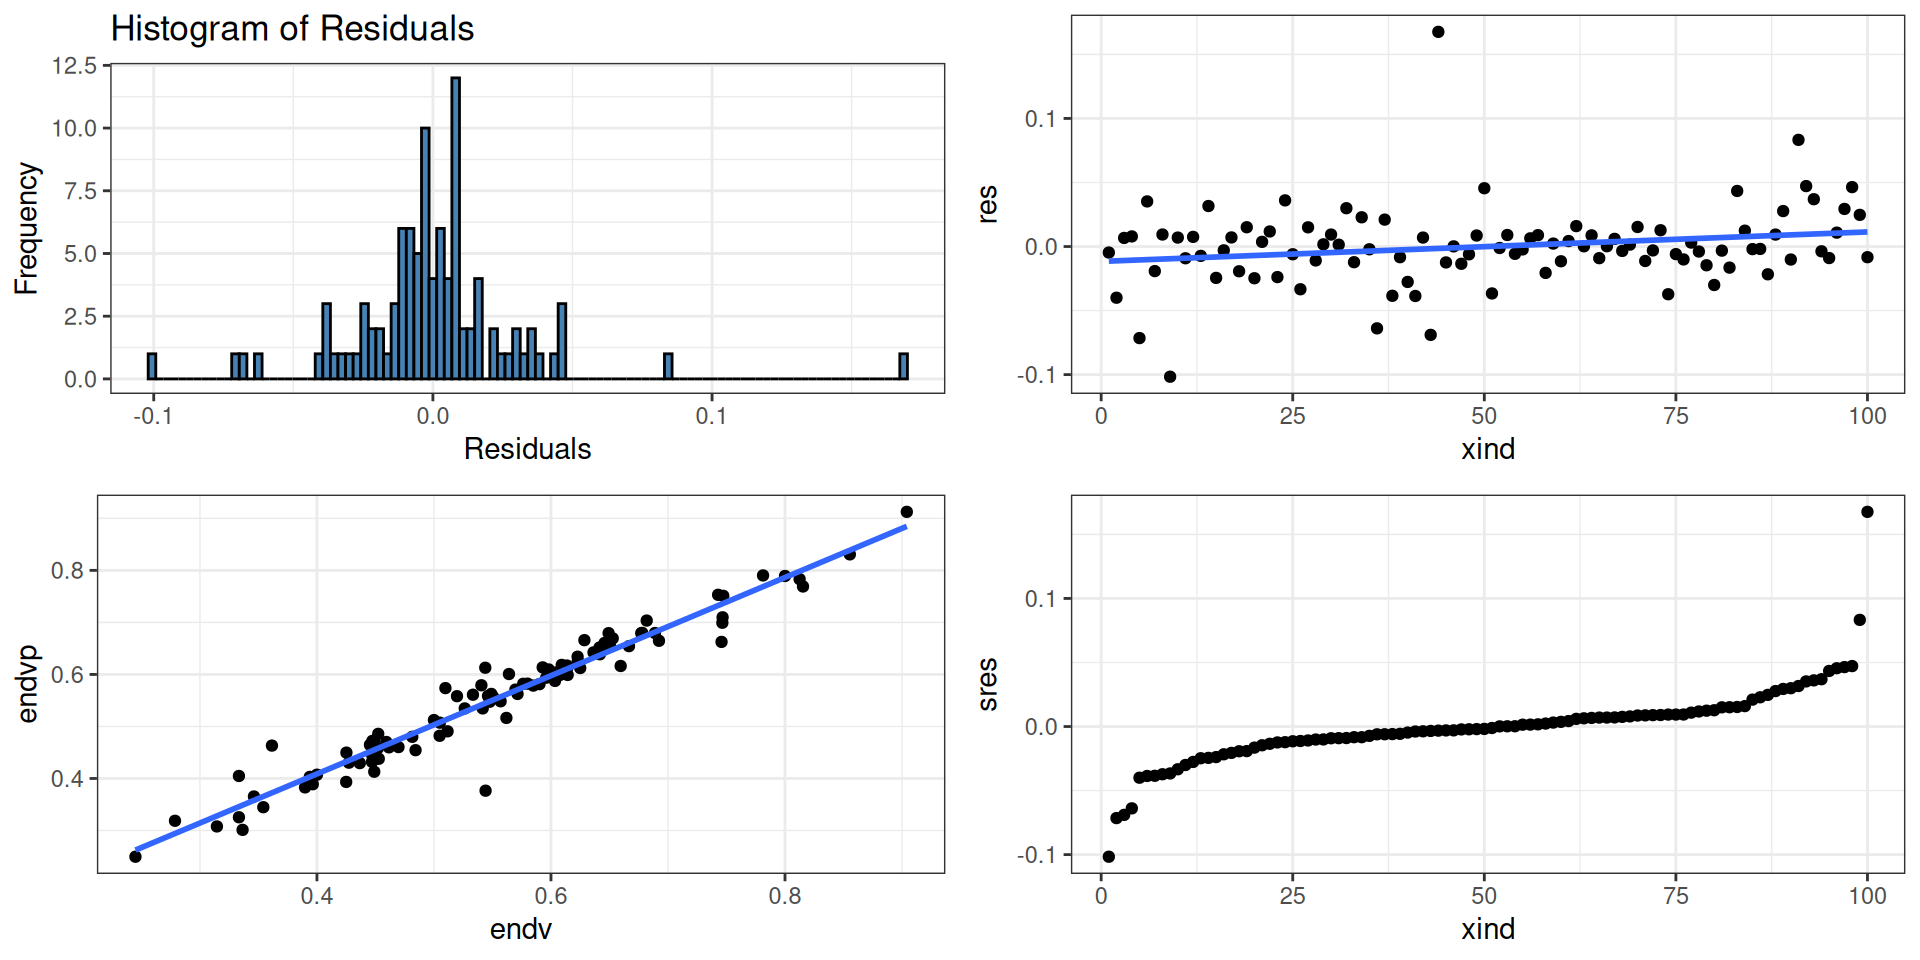 Histogram of Residuals
12.5
10.0
7.5
5.0
2.5
0.0
Frequency
-0.1 0.0 0.1
Residuals
0.1
0.0
-0.1
res
0 25 50 75 100
xind
0.8
0.6
0.4
endvp
0.4 0.6 0.8
endv
0.1
0.0
-0.1
sres
0 25 50 75 100
xind